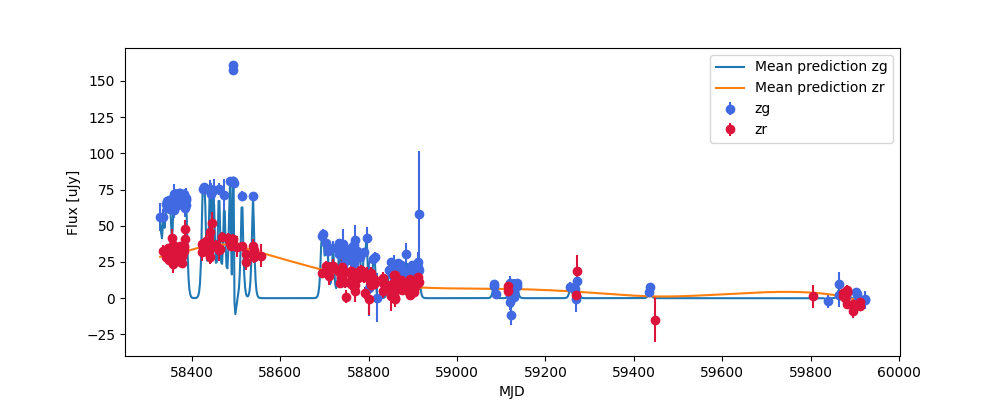 Mean prediction zg
Mean prediction zr
zg
zr
150
125
100
75
50
25
0
−25
Flux [uJy]
58400 58600 58800 59000 59200 59400 59600 59800 60000
MJD